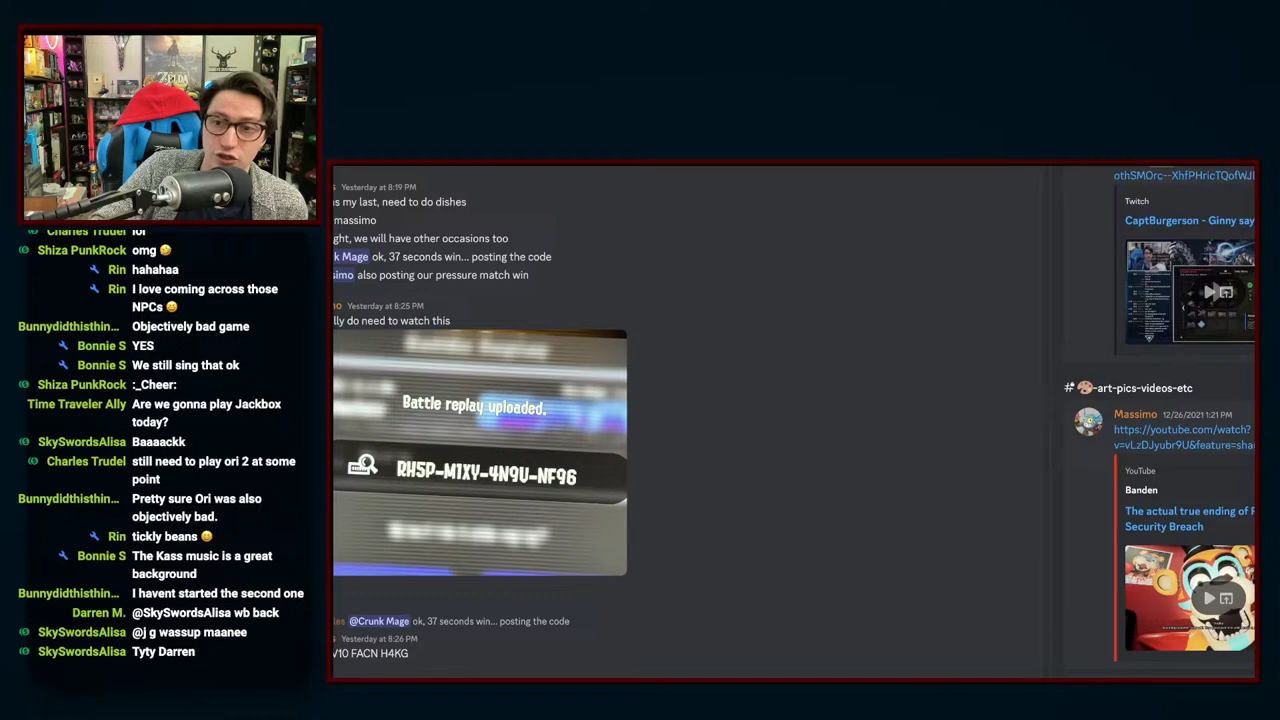 ZELDA
Charles Trudel lol
Shiza PunkRock omg
Rin hahahaa
Rin I love coming across those
NPCs
Bunnydidthisthin... Objectively bad game
Bonnie S YES
Bonnie S We still sing that ok
Shiza PunkRock :_Cheer:
Time Traveler Ally Are we gonna play Jackbox
today?
SkySwordsAlisa Baaaackk
Charles Trudel still need to play ori 2 at some
point
Bunnydidthisthin... Pretty sure Ori was also
objectively bad.
Rin tickly beans
Bonnie S The Kass music is a great
background
Bunnydidthisthin... I havent started the second one
Darren M. @SkySwordsAlisa wb back
SkySwordsAlisa @j g wassup maanee
SkySwordsAlisa Tyty Darren
s Yesterday at 8:19 PM
s my last, need to do dishes
massimo
ght, we will have other occasions too
k Mage ok, 37 seconds win... posting the code
simo also posting our pressure match win
no Yesterday at 8:25 PM
lly do need to watch this
Battle replay uploaded.
RH5P-M1XY-4N9U-NF96
les @Crunk Mage ok, 37 seconds win... posting the code
s Yesterday at 8:26 PM
V10 FACN H4KG
othSMOrc--XhfPHricTQofWJI
Twitch
CaptBurgerson - Ginny say
-art-pics-videos-etc
Massimo 12/26/2021 1:21 PM
https://youtube.com/watch?
v=vLzDJyubr9U&feature=shar
YouTube
Banden
The actual true ending of F
Security Breach